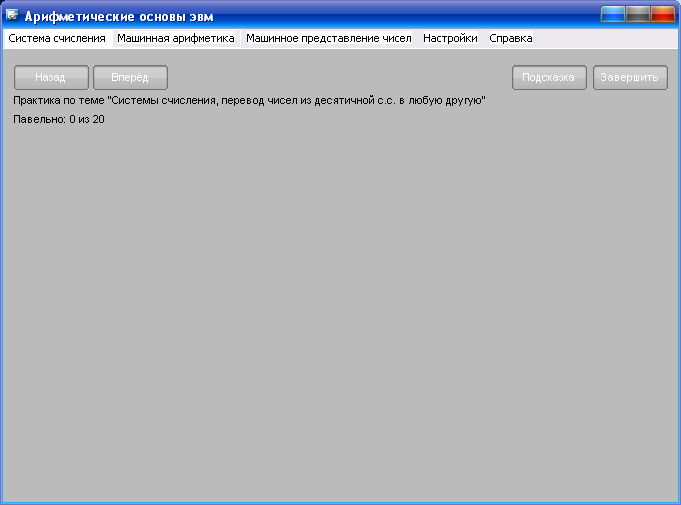 Арифметические основы эвм
Система счисления Машинная арифметика Машинное представление чисел Настройки Справка
Назад Вперёд Подсказка Завершить
Практика по теме "Системы счисления, перевод чисел из десятичной с.с. в любую другую"
Павельно: 0 из 20